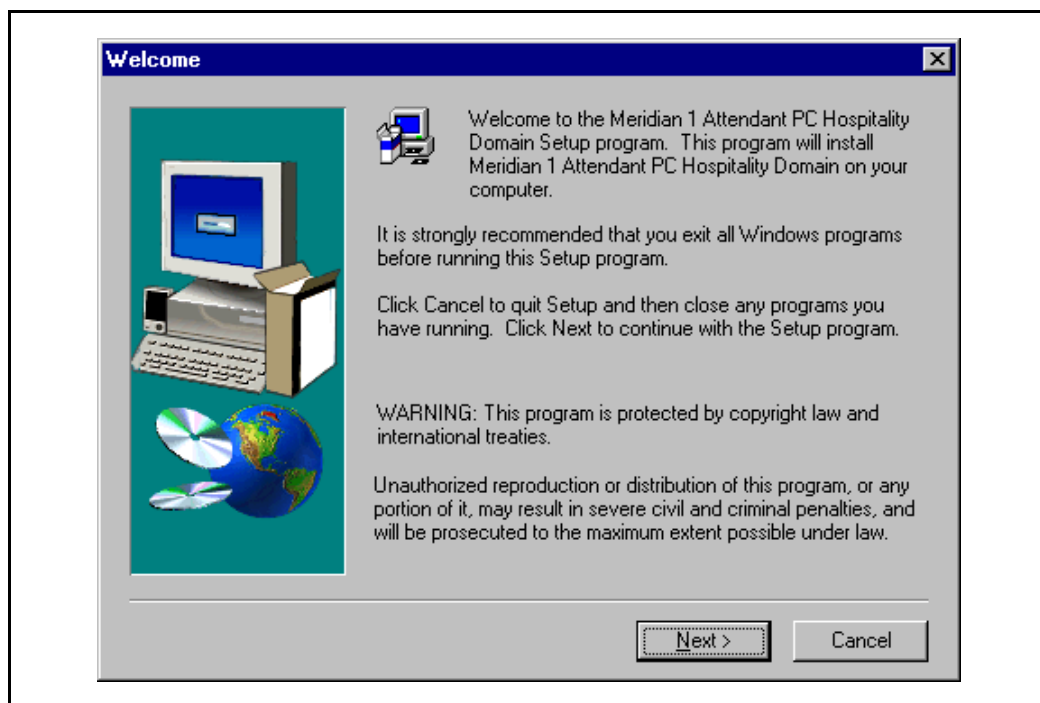 Welcome
Welcome to the Meridian 1 Attendant PC Hospitality
Domain Setup program.  This program will install
Meridian 1 Attendant PC Hospitality Domain on your
computer.
It is strongly recommended that you exit all Windows programs
before running this Setup program.
Click Cancel to quit Setup and then close any programs you
have running.  Click Next to continue with the Setup program.
WARNING: This program is protected by copyright law and
international treaties.
Unauthorized reproduction or distribution of this program, or any
portion of it, may result in severe civil and criminal penalties, and
will be prosecuted to the maximum extent possible under law.
Next >
Cancel